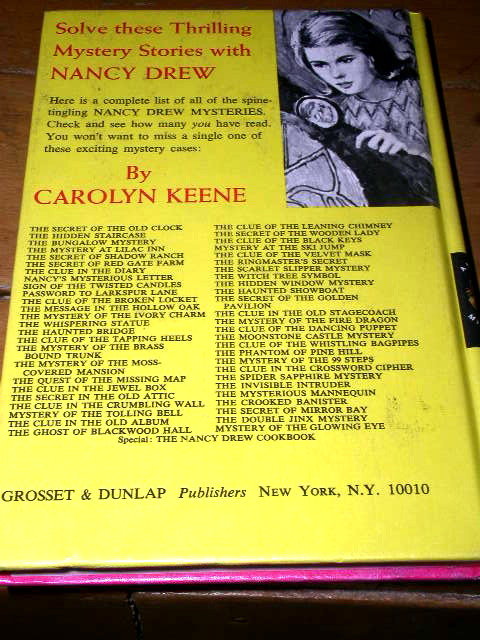 Solve these Thrilling
Mystery Stories with
NANCY DREW
Here is a complete list of all of the spine-
tingling NANCY DREW MYSTERIES.
Check and see how many you have read.
You won't want to miss a single one of
these exciting mystery cases:
By
CAROLYN KEENE
THE SECRET OF THE OLD CLOCK
THE HIDDEN STAIRCASE
THE BUNGALOW MYSTERY
THE MYSTERY AT LILAC INN
THE SECRET OF SHADOW RANCH
THE SECRET OF RED GATE FARM
THE CLUE IN THE DIARY
NANCY'S MYSTERIOUS LETTER
SIGN OF THE TWISTED CANDLES
PASSWORD TO LARKSPUR LANE
THE CLUE OF THE BROKEN LOCKET
THE MESSAGE IN THE HOLLOW OAK
THE MYSTERY OF THE IVORY CHARM
THE WHISPERING STATUE
THE HAUNTED BRIDGE
THE CLUE OF THE TAPPING HEELS
THE MYSTERY OF THE BRASS
BOUND TRUNK
THE MYSTERY OF THE MOSS-
COVERED MANSION
THE QUEST OF THE MISSING MAP
THE CLUE IN THE JEWEL BOX
THE SECRET IN THE OLD ATTIC
THE CLUE IN THE CRUMBLING WALL
MYSTERY OF THE TOLLING BELL
THE CLUE IN THE OLD ALBUM
THE GHOST OF BLACKWOOD HALL
THE CLUE OF THE LEANING CHIMNEY
THE SECRET OF THE WOODEN LADY
THE CLUE OF THE BLACK KEYS
MYSTERY AT THE SKI JUMP
THE CLUE OF THE VELVET MASK
THE RINGMASTER'S SECRET
THE SCARLET SLIPPER MYSTERY
THE WITCH TREE SYMBOL
THE HIDDEN WINDOW MYSTERY
THE HAUNTED SHOWBOAT
THE SECRET OF THE GOLDEN
PAVILION
THE CLUE IN THE OLD STAGECOACH
THE MYSTERY OF THE FIRE DRAGON
THE CLUE OF THE DANCING PUPPET
THE MOONSTONE CASTLE MYSTERY
THE CLUE OF THE WHISTLING BAGPIPES
THE PHANTOM OF PINE HILL
THE MYSTERY OF THE 99 STEPS
THE CLUE IN THE CROSSWORD CIPHER
THE SPIDER SAPPHIRE MYSTERY
THE INVISIBLE INTRUDER
THE MYSTERIOUS MANNEQUIN
THE CROOKED BANISTER
THE SECRET OF MIRROR BAY
THE DOUBLE JINX MYSTERY
MYSTERY OF THE GLOWING EYE
Special: THE NANCY DREW COOKBOOK
GROSSET & DUNLAP Publishers NEW YORK, N.Y. 10010